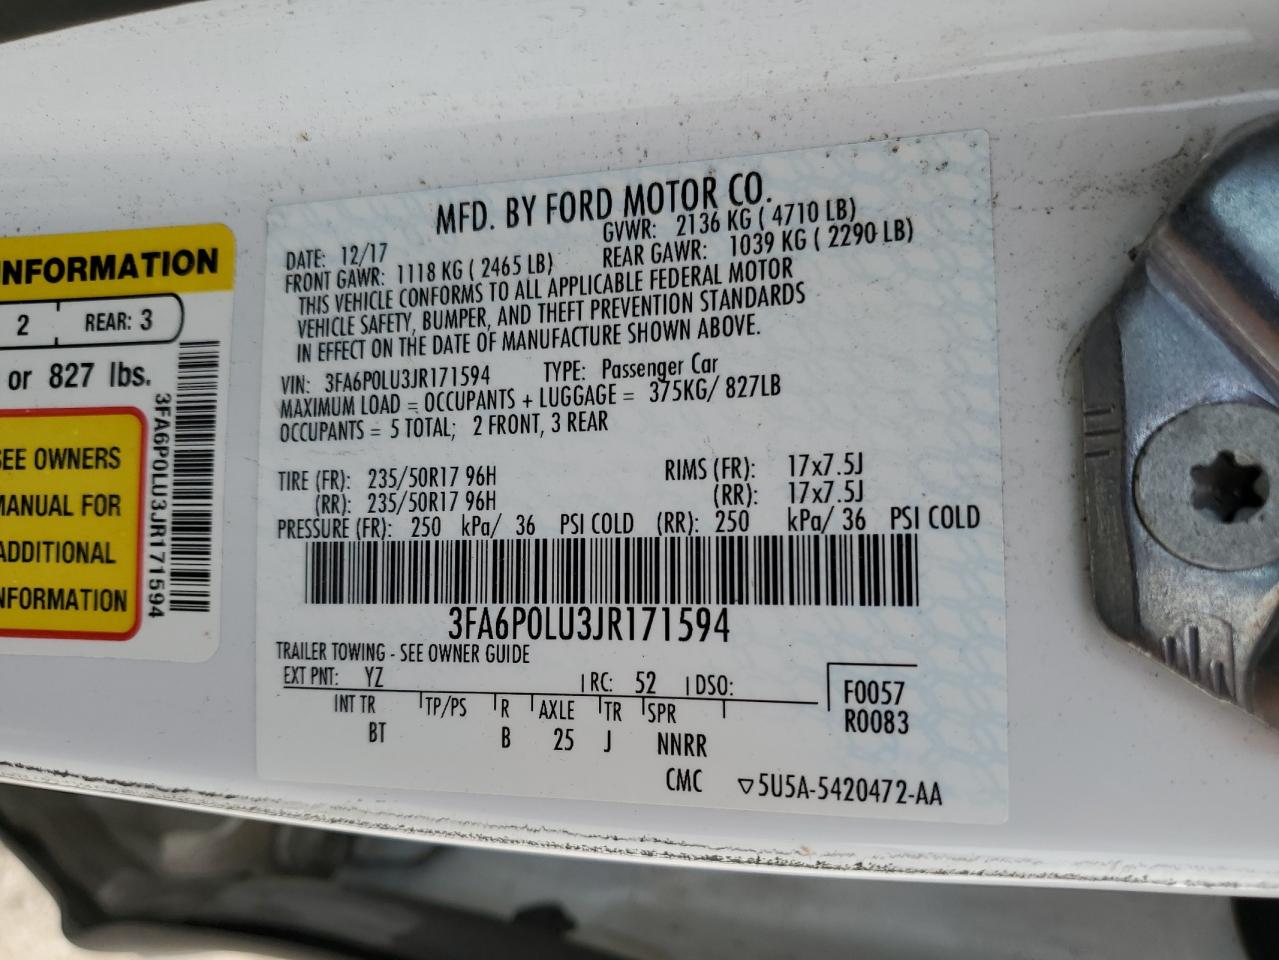 INFORMATION
2 REAR: 3
or 827 lbs.
SEE OWNERS
MANUAL FOR
ADDITIONAL
INFORMATION
3FA6P0LU3JR171594
MFD. BY FORD MOTOR CO.
DATE: 12/17 GVWR: 2136 KG ( 4710 LB)
FRONT GAWR: 1118 KG ( 2465 LB) REAR GAWR: 1039 KG ( 2290 LB)
THIS VEHICLE CONFORMS TO ALL APPLICABLE FEDERAL MOTOR
VEHICLE SAFETY, BUMPER, AND THEFT PREVENTION STANDARDS
IN EFFECT ON THE DATE OF MANUFACTURE SHOWN ABOVE.
VIN: 3FA6P0LU3JR171594 TYPE: Passenger Car
MAXIMUM LOAD = OCCUPANTS + LUGGAGE = 375KG/ 827LB
OCCUPANTS = 5 TOTAL; 2 FRONT, 3 REAR
TIRE (FR): 235/50R17 96H RIMS (FR): 17x7.5J
(RR): 235/50R17 96H (RR): 17x7.5J
PRESSURE (FR): 250 kPa/ 36 PSI COLD (RR): 250 kPa/ 36 PSI COLD
3FA6P0LU3JR171594
TRAILER TOWING - SEE OWNER GUIDE
EXT PNT: YZ RC: 52 DSO: F0057
INT TR TP/PS R AXLE TR SPR R0083
BT B 25 J NNRR
CMC ▽5U5A-5420472-AA